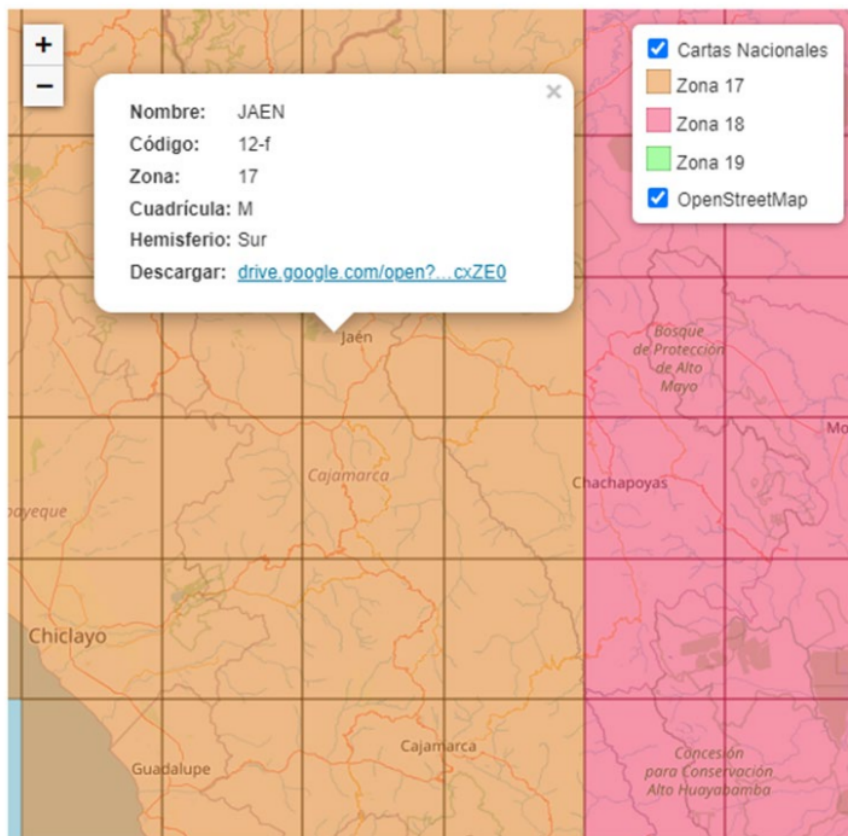 +
−
×
Nombre: JAEN
Código: 12-f
Zona: 17
Cuadrícula: M
Hemisferio: Sur
Descargar: drive.google.com/open?...cxZE0
Cartas Nacionales
Zona 17
Zona 18
Zona 19
OpenStreetMap
Jaén
Bosque
de Protección
de Alto
Mayo
Mo
Cajamarca
Chachapoyas
bayeque
Chiclayo
Cajamarca
Guadalupe
Concesión
para Conservación
Alto Huayabamba